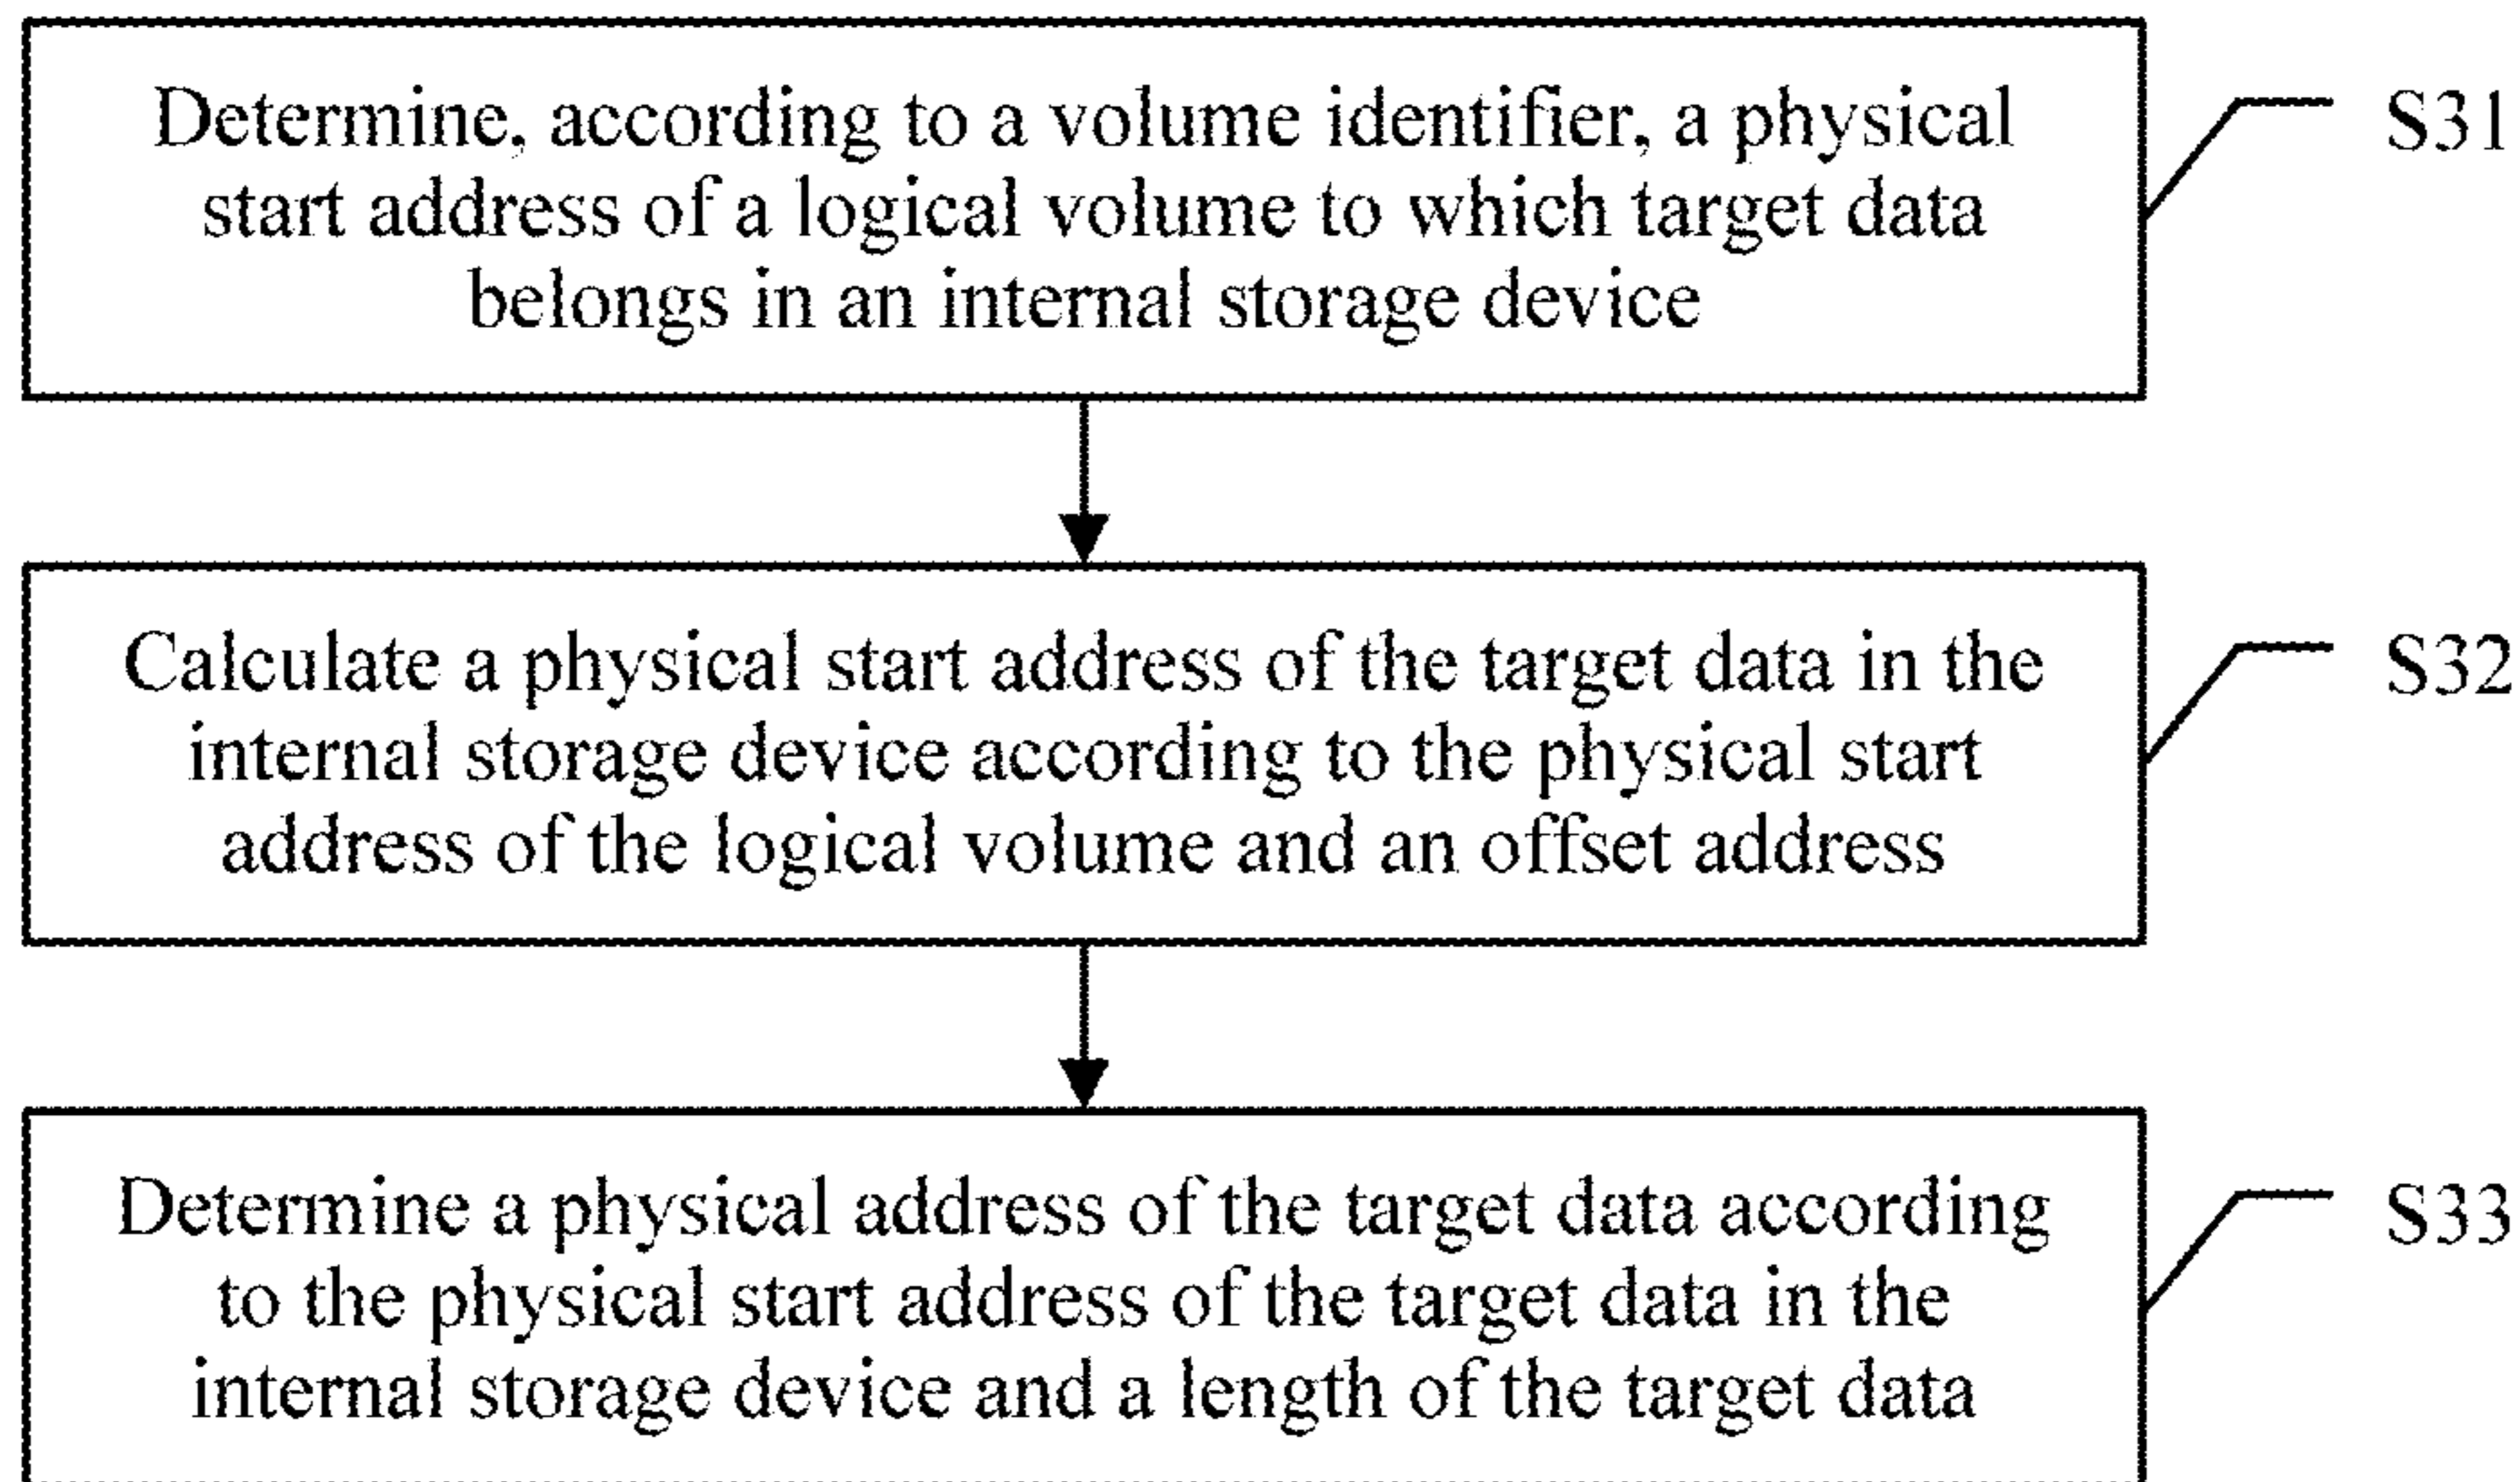 Determine, according to a volume identifier, a physical
start address of a logical volume to which target data
belongs in an internal storage device
S31
Calculate a physical start address of the target data in the
internal storage device according to the physical start
address of the logical volume and an offset address
S32
Determine a physical address of the target data according
to the physical start address of the target data in the
internal storage device and a length of the target data
S33